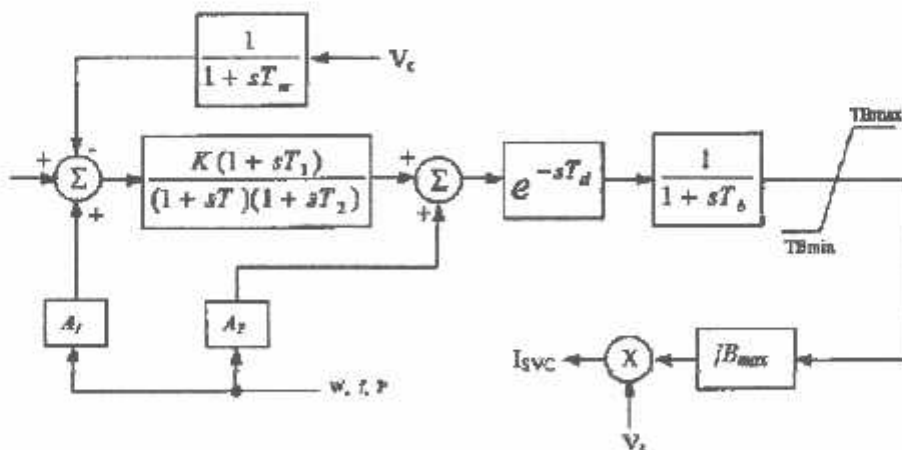 1
1 + sT_m
V_c
TBmax
+
-
Σ
+
K(1 + sT_1)
(1 + sT)(1 + sT_2)
+
Σ
+
e^{-sT_d}
1
1 + sT_b
TBmin
A_1
A_2
I_SVC
X
jB_max
w, f, P